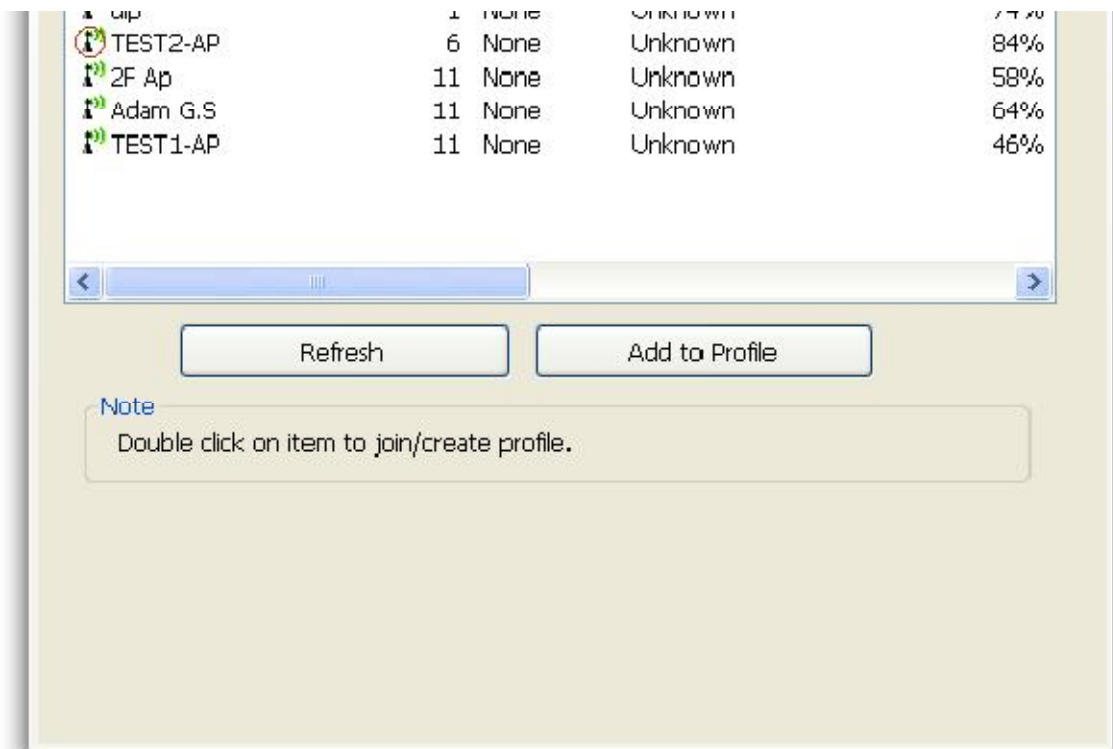 TEST2-AP 6 None Unknown 84%
2F Ap 11 None Unknown 58%
Adam G.S 11 None Unknown 64%
TEST1-AP 11 None Unknown 46%
Refresh Add to Profile
Note
Double click on item to join/create profile.